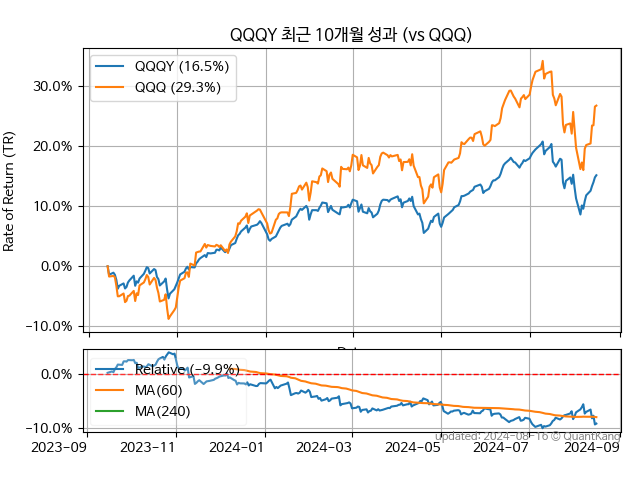 QQQY 최근 10개월 성과 (vs QQQ)
QQQY (16.5%)
QQQ (29.3%)
Rate of Return (TR)
30.0%
20.0%
10.0%
0.0%
−10.0%
Relative (−9.9%)
MA(60)
MA(240)
0.0%
−10.0%
updated: 2024-08-16 © QuantKang
2023-09
2023-11
2024-01
2024-03
2024-05
2024-07
2024-09